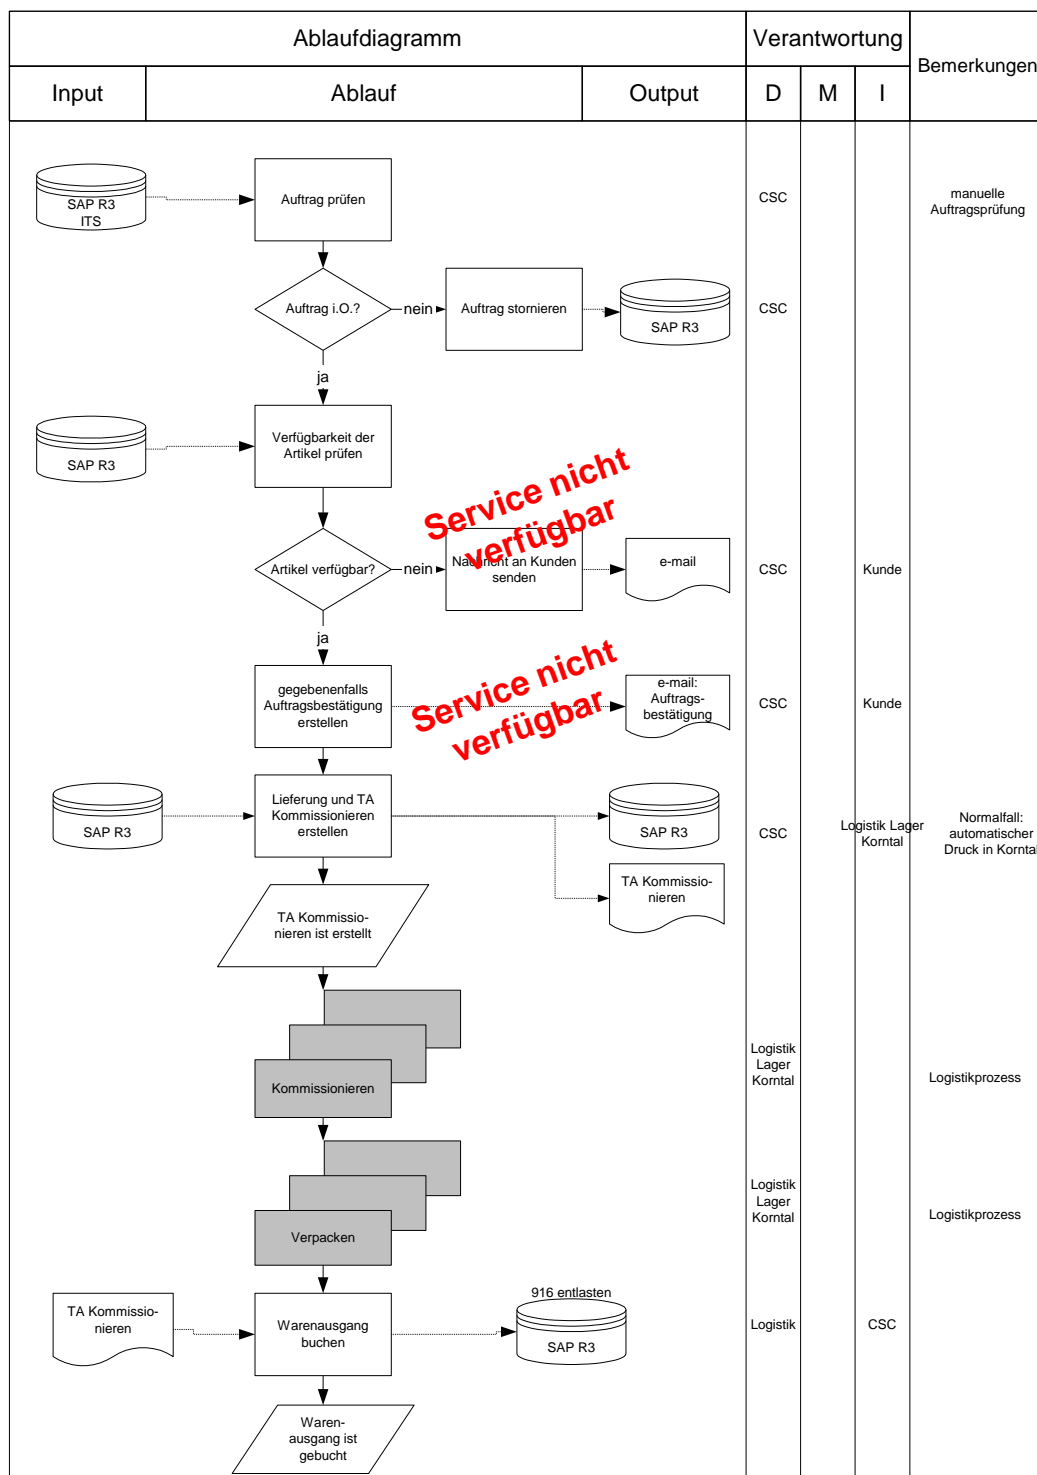 Ablaufdiagramm
Verantwortung
Bemerkungen
Input
Ablauf
Output
D
M
I
SAP R3
ITS
Auftrag prüfen
CSC
manuelle
Auftragsprüfung
Auftrag i.O.?
nein
Auftrag stornieren
SAP R3
CSC
ja
SAP R3
Verfügbarkeit der
Artikel prüfen
Service nicht
verfügbar
Artikel verfügbar?
nein
Nachricht an Kunden
senden
e-mail
CSC
Kunde
ja
gegebenenfalls
Auftragsbestätigung
erstellen
Service nicht
verfügbar
e-mail:
Auftrags-
bestätigung
CSC
Kunde
SAP R3
Lieferung und TA
Kommissionieren
erstellen
SAP R3
CSC
Logistik Lager
Korntal
Normalfall:
automatischer
Druck in Korntal
TA Kommissio-
nieren
TA Kommissio-
nieren ist erstellt
Kommissionieren
Logistik
Lager
Korntal
Logistikprozess
Verpacken
Logistik
Lager
Korntal
Logistikprozess
TA Kommissio-
nieren
Warenausgang
buchen
916 entlasten
SAP R3
Logistik
CSC
Waren-
ausgang ist
gebucht